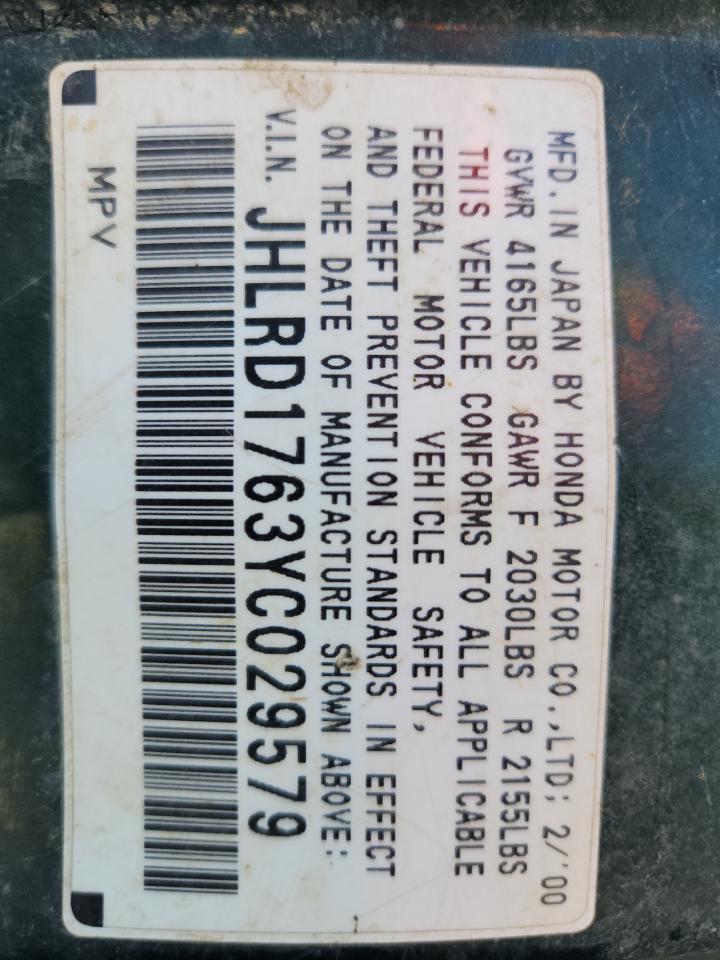 MFD. IN JAPAN BY HONDA MOTOR CO.,LTD; 2/'00
GVWR 4165LBS GAWR F 2030LBS R 2155LBS
THIS VEHICLE CONFORMS TO ALL APPLICABLE
FEDERAL MOTOR VEHICLE SAFETY,
AND THEFT PREVENTION STANDARDS IN EFFECT
ON THE DATE OF MANUFACTURE SHOWN ABOVE:
V.I.N. JHLRD1763YC029579
MPV